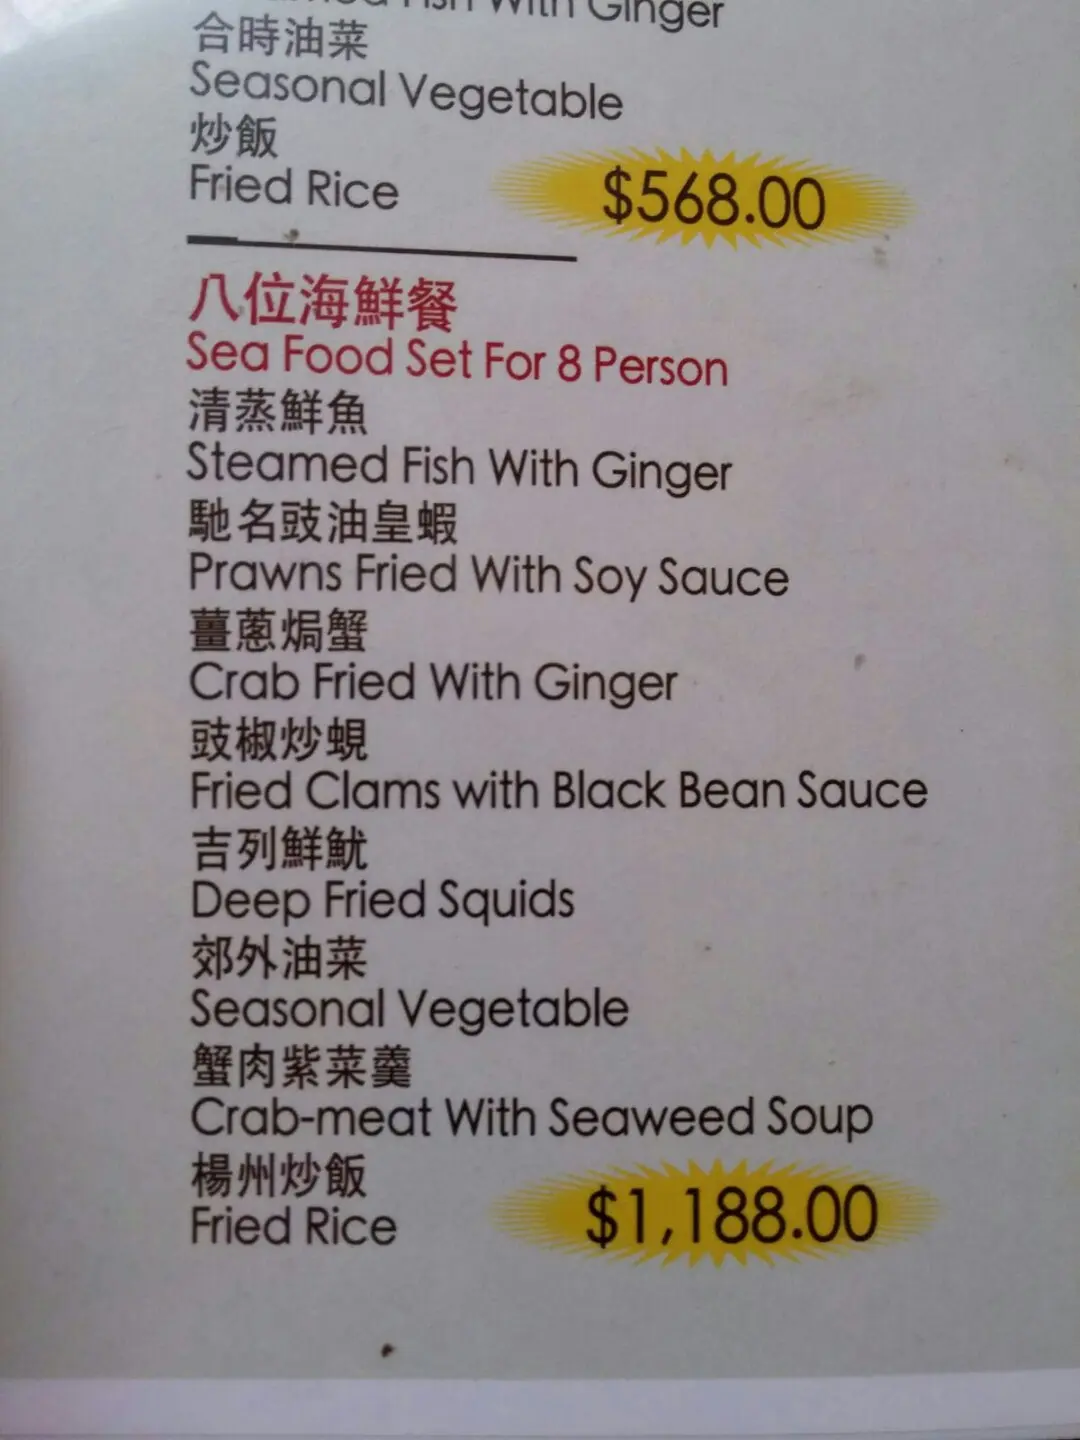 Fish With Ginger
合時油菜
Seasonal Vegetable
炒飯
Fried Rice
$568.00
八位海鮮餐
Sea Food Set For 8 Person
清蒸鮮魚
Steamed Fish With Ginger
馳名豉油皇蝦
Prawns Fried With Soy Sauce
薑蔥焗蟹
Crab Fried With Ginger
豉椒炒蜆
Fried Clams with Black Bean Sauce
吉列鮮魷
Deep Fried Squids
郊外油菜
Seasonal Vegetable
蟹肉紫菜羹
Crab-meat With Seaweed Soup
楊州炒飯
Fried Rice
$1,188.00